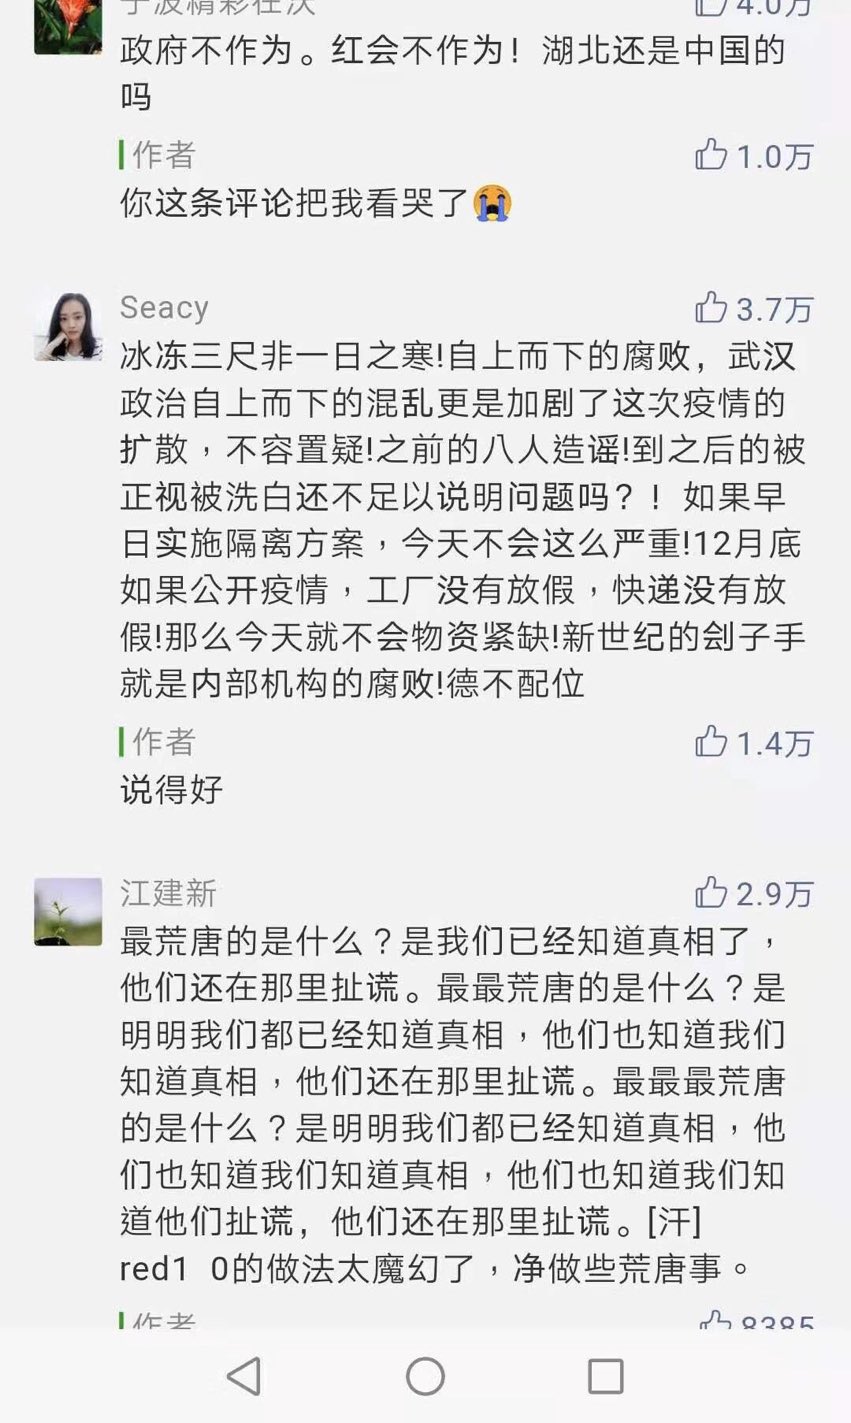 4.0万
政府不作为。红会不作为！湖北还是中国的
吗
作者
1.0万
你这条评论把我看哭了😭
Seacy
3.7万
冰冻三尺非一日之寒!自上而下的腐败，武汉
政治自上而下的混乱更是加剧了这次疫情的
扩散，不容置疑!之前的八人造谣!到之后的被
正视被洗白还不足以说明问题吗？！如果早
日实施隔离方案，今天不会这么严重!12月底
如果公开疫情，工厂没有放假，快递没有放
假!那么今天就不会物资紧缺!新世纪的刽子手
就是内部机构的腐败!德不配位
作者
1.4万
说得好
江建新
2.9万
最荒唐的是什么？是我们已经知道真相了，
他们还在那里扯谎。最最荒唐的是什么？是
明明我们都已经知道真相，他们也知道我们
知道真相，他们还在那里扯谎。最最最荒唐
的是什么？是明明我们都已经知道真相，他
们也知道我们知道真相，他们也知道我们知
道他们扯谎，他们还在那里扯谎。[汗]
red1 0的做法太魔幻了，净做些荒唐事。
作者
8385